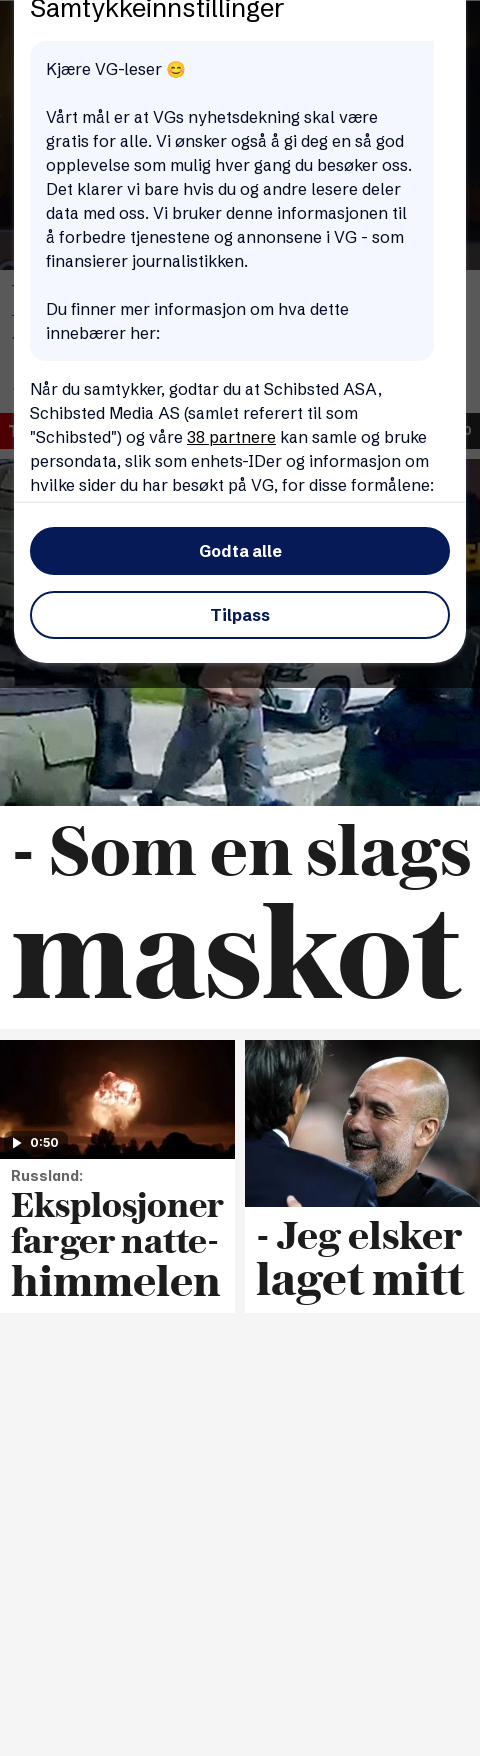 Samtykkeinnstillinger
Kjære VG-leser 😊
Vårt mål er at VGs nyhetsdekning skal være
gratis for alle. Vi ønsker også å gi deg en så god
opplevelse som mulig hver gang du besøker oss.
Det klarer vi bare hvis du og andre lesere deler
data med oss. Vi bruker denne informasjonen til
å forbedre tjenestene og annonsene i VG - som
finansierer journalistikken.
Du finner mer informasjon om hva dette
innebærer her:
Når du samtykker, godtar du at Schibsted ASA,
Schibsted Media AS (samlet referert til som
"Schibsted") og våre 38 partnere kan samle og bruke
persondata, slik som enhets-IDer og informasjon om
hvilke sider du har besøkt på VG, for disse formålene:
Godta alle
Tilpass
- Som en slags
maskot
0:50
Russland:
Eksplosjoner
farger natte-
himmelen
- Jeg elsker
laget mitt